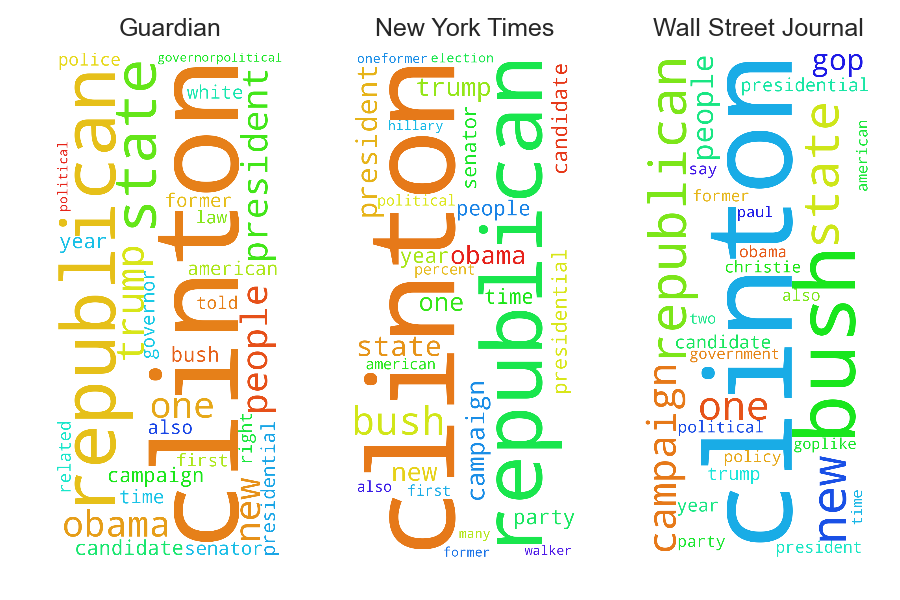 Guardian
police
governorpolitical
white
republican
state
clinton
president
political
former
law
year
american
trump
governor
told
people
bush
one
also
right
related
first
campaign
new
presidential
time
obama
candidate
senator
New York Times
oneformer
election
president
clinton
trump
republican
candidate
hillary
senator
political
people
year
obama
percent
one
time
presidential
state
american
bush
campaign
new
also
first
party
many
former
walker
Wall Street Journal
gop
people
presidential
republican
clinton
state
american
say
former
paul
obama
christie
bush
also
two
candidate
government
campaign
one
political
goplike
policy
trump
new
time
year
party
president